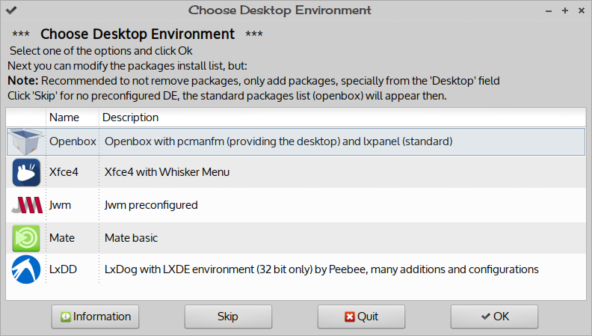 Choose Desktop Environment
*** Choose Desktop Environment ***
Select one of the options and click Ok
Next you can modify the packages install list, but:
Note: Recommended to not remove packages, only add packages, specially from the 'Desktop' field
Click 'Skip' for no preconfigured DE, the standard packages list (openbox) will appear then.
Name Description
Openbox Openbox with pcmanfm (providing the desktop) and lxpanel (standard)
Xfce4 Xfce4 with Whisker Menu
Jwm Jwm preconfigured
Mate Mate basic
LxDD LxDog with LXDE environment (32 bit only) by Peebee, many additions and configurations
Information Skip Quit OK